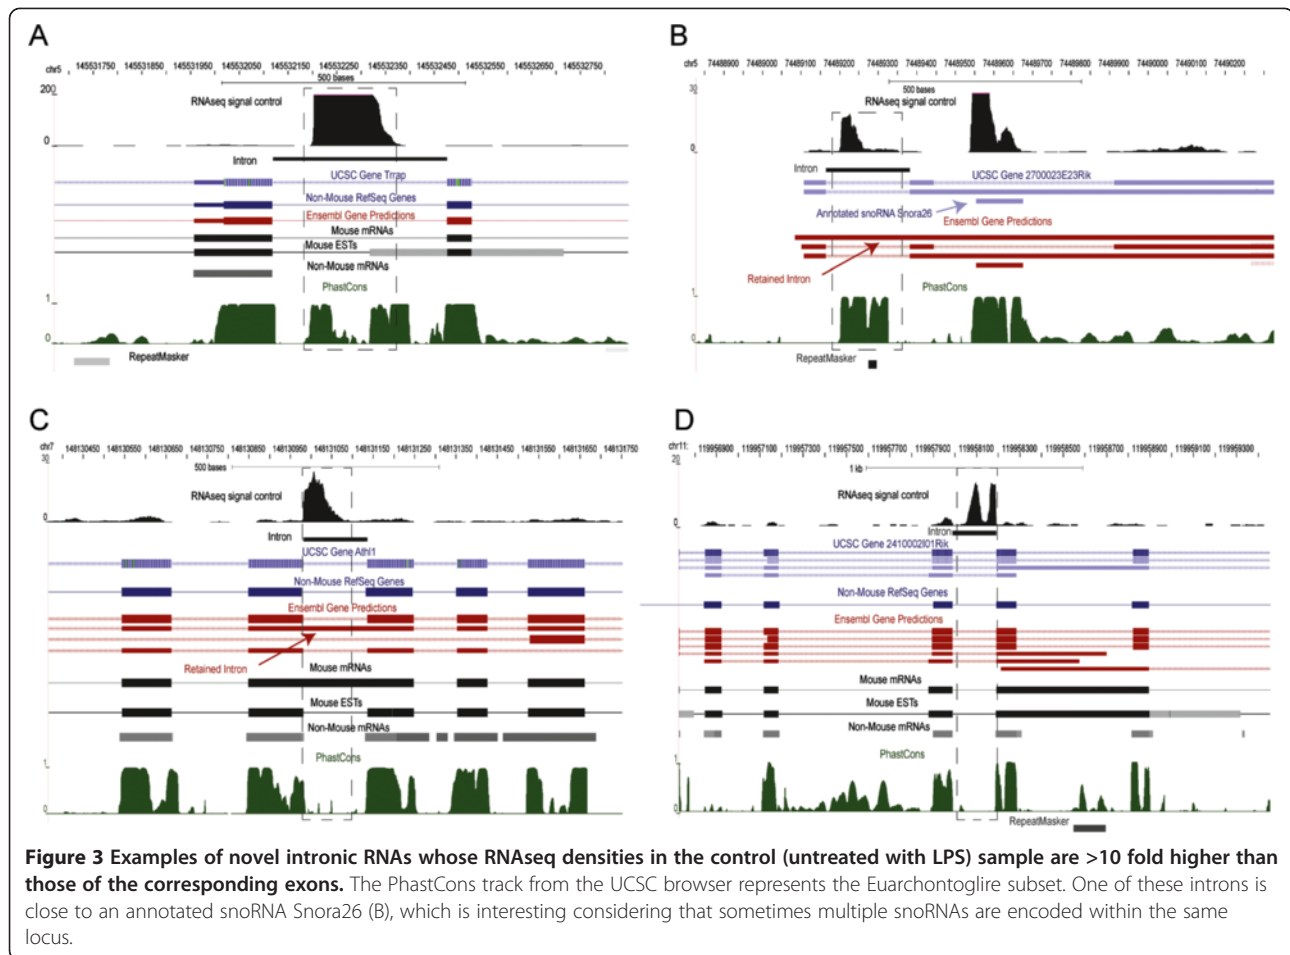 A
chr5 145531750 145531850 145531950 145532050 145532150 145532250 145532350 145532450 145532550 145532650 145532750
500 bases
200
RNAseq signal control
0
Intron
UCSC Gene Trrap
Non-Mouse RefSeq Genes
Ensembl Gene Predictions
Mouse mRNAs
Mouse ESTs
Non-Mouse mRNAs
PhastCons
1
0
RepeatMasker
B
chr5 74488900 74489000 74489100 74489200 74489300 74489400 74489500 74489600 74489700 74489800 74489900 74490000 74490100 74490200
500 bases
30
RNAseq signal control
0
Intron
UCSC Gene 2700023E23Rik
Annotated snoRNA Snora26
Ensembl Gene Predictions
Retained Intron
PhastCons
1
0
RepeatMasker
C
chr7 148130450 148130550 148130650 148130750 148130850 148130950 148131050 148131150 148131250 148131350 148131450 148131550 148131650 148131750
500 bases
30
RNAseq signal control
0
Intron
UCSC Gene Athl1
Non-Mouse RefSeq Genes
Ensembl Gene Predictions
Retained Intron
Mouse mRNAs
Mouse ESTs
Non-Mouse mRNAs
PhastCons
1
0
D
chr11: 119956900 119957100 119957300 119957500 119957700 119957900 119958100 119958300 119958500 119958700 119958900 119959100 119959300
20
1 kb
RNAseq signal control
0
Intron
UCSC Gene 2410002I01Rik
Non-Mouse RefSeq Genes
Ensembl Gene Predictions
Mouse mRNAs
Mouse ESTs
Non-Mouse mRNAs
PhastCons
1
0
RepeatMasker
Figure 3 Examples of novel intronic RNAs whose RNAseq densities in the control (untreated with LPS) sample are >10 fold higher than
those of the corresponding exons. The PhastCons track from the UCSC browser represents the Euarchontoglire subset. One of these introns is
close to an annotated snoRNA Snora26 (B), which is interesting considering that sometimes multiple snoRNAs are encoded within the same
locus.